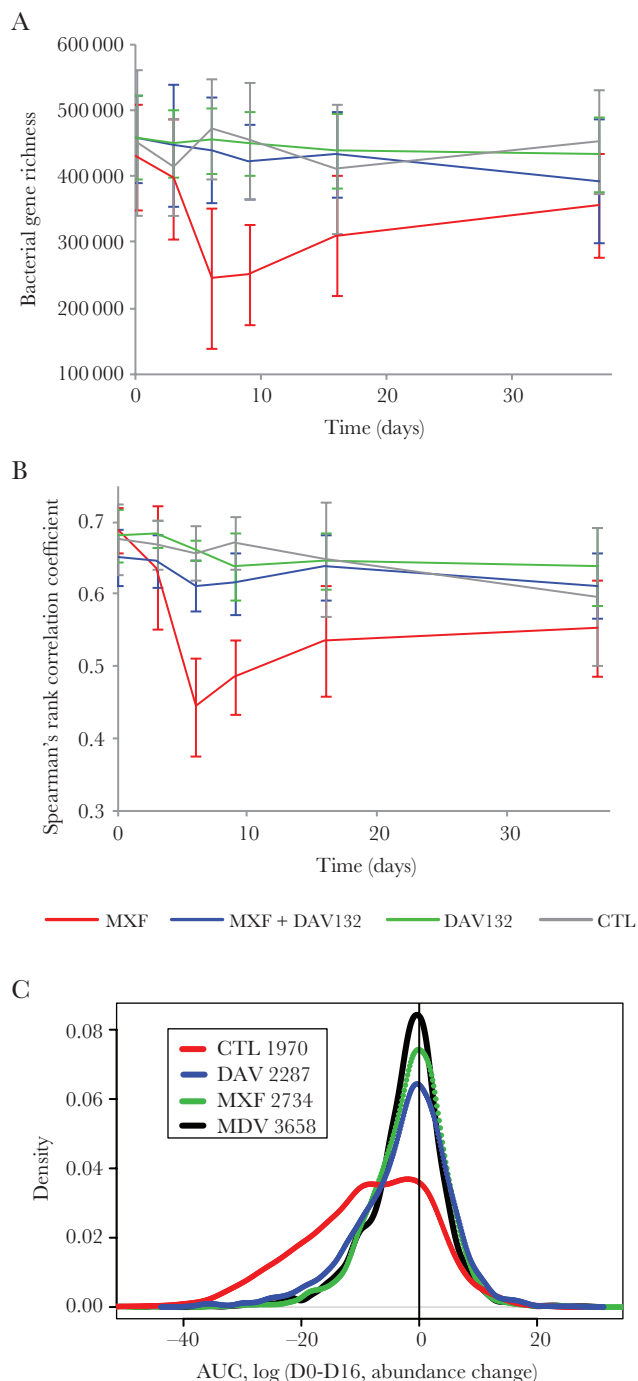 A
600 000
500 000
400 000
300 000
200 000
100 000
Bacterial gene richness
0
10
20
30
Time (days)
B
0.7
0.6
0.5
0.4
0.3
Spearman's rank correlation coefficient
0
10
20
30
Time (days)
MXF MXF + DAV132 DAV132 CTL
C
0.08
0.06
0.04
0.02
0.00
Density
CTL 1970
DAV 2287
MXF 2734
MDV 3658
−40
−20
0
20
AUC, log (D0-D16, abundance change)